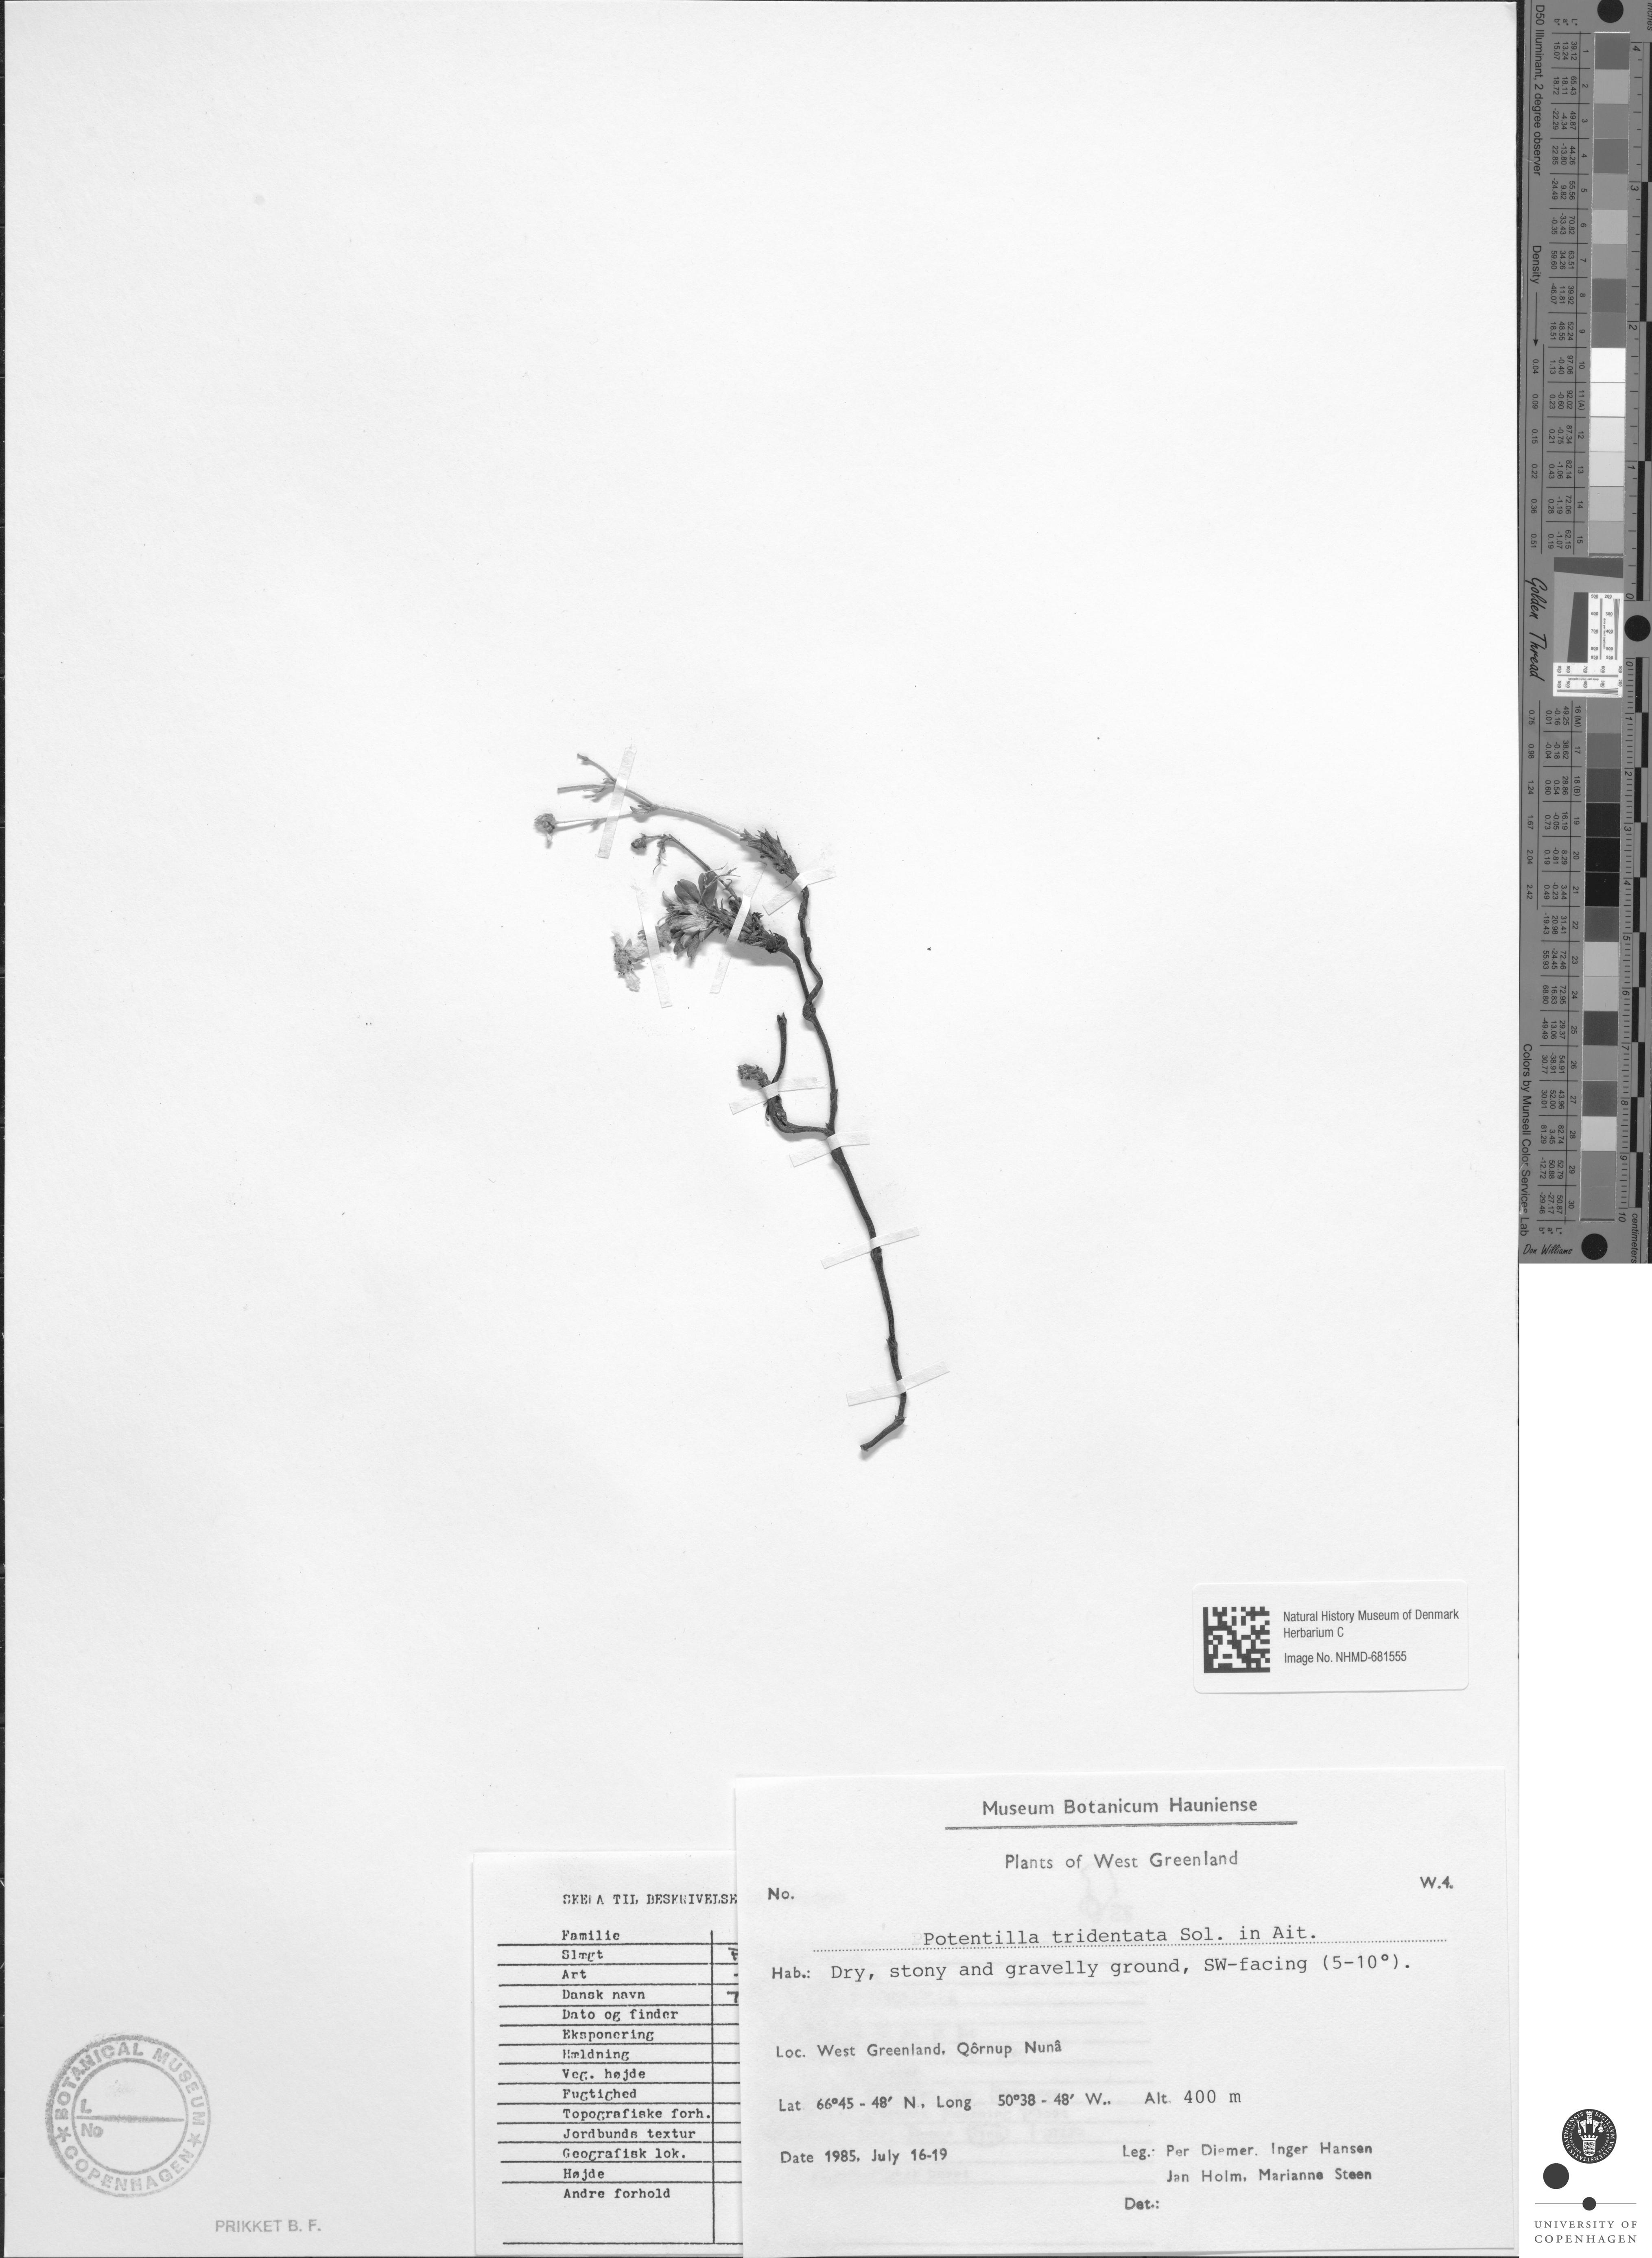 Natural History Museum of Denmark
Herbarium C
Image No. NHMD-681555
Museum Botanicum Hauniense
Plants of West Greenland
W.4.
No.
Potentilla tridentata Sol. in Ait.
Hab.: Dry, stony and gravelly ground, SW-facing (5-10°).
Loc. West Greenland, Qôrnup Nunâ
Lat 66°45 - 48' N., Long 50°38 - 48' W.. Alt. 400 m
Date 1985, July 16-19
Leg.: Per Diemer, Inger Hansen
Jan Holm, Marianne Steen
Det.:
TIL BESKRIVELSE
Familie
Slægt
Art
Dansk navn
Dato og finder
Eksponering
Hældning
Veg. højde
Fugtighed
Topografiske forh.
Jordbunds textur
Geografisk lok.
Højde
Andre forhold
BOTANICAL MUSEUM
L
No
COPENHAGEN
PRIKKET B. F.
D50 Illuminant, 2 degree observer
Density
Golden Thread
Colors by Munsell Color Services Lab
Don Williams
centimeters
UNIVERSITY OF
COPENHAGEN